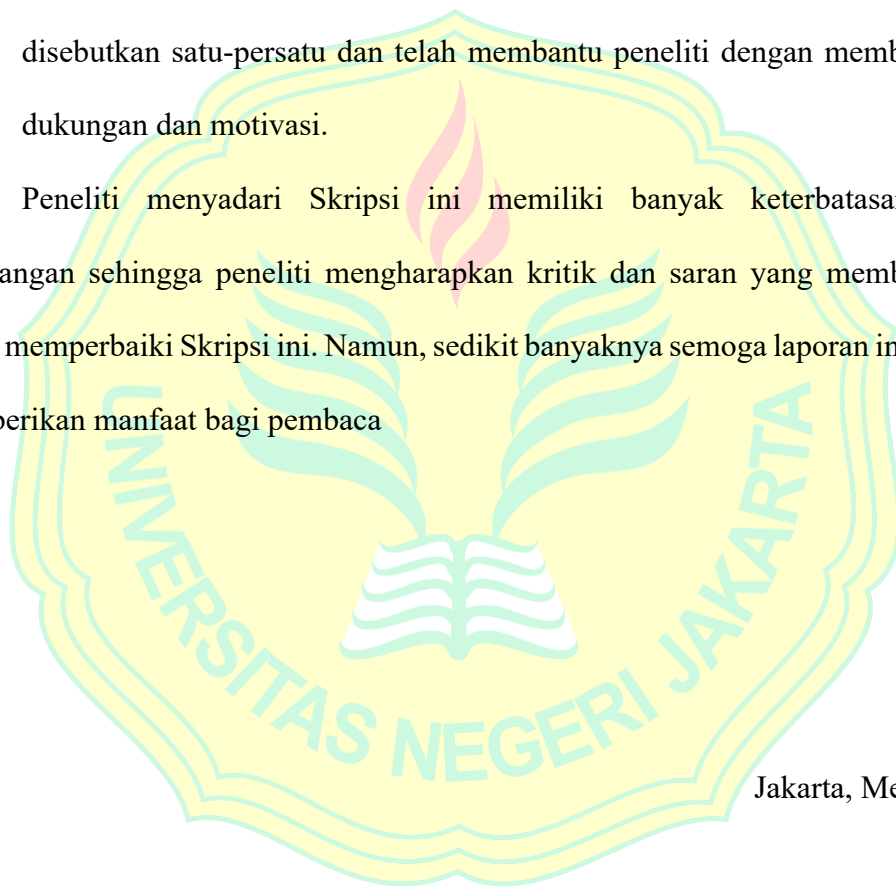 disebutkan satu-persatu dan telah membantu peneliti dengan memb
dukungan dan motivasi.
Peneliti menyadari Skripsi ini memiliki banyak keterbatasa
angan sehingga peneliti mengharapkan kritik dan saran yang memb
memperbaiki Skripsi ini. Namun, sedikit banyaknya semoga laporan in
berikan manfaat bagi pembaca
UNIVERSITAS NEGERI JAKARTA
Jakarta, Me